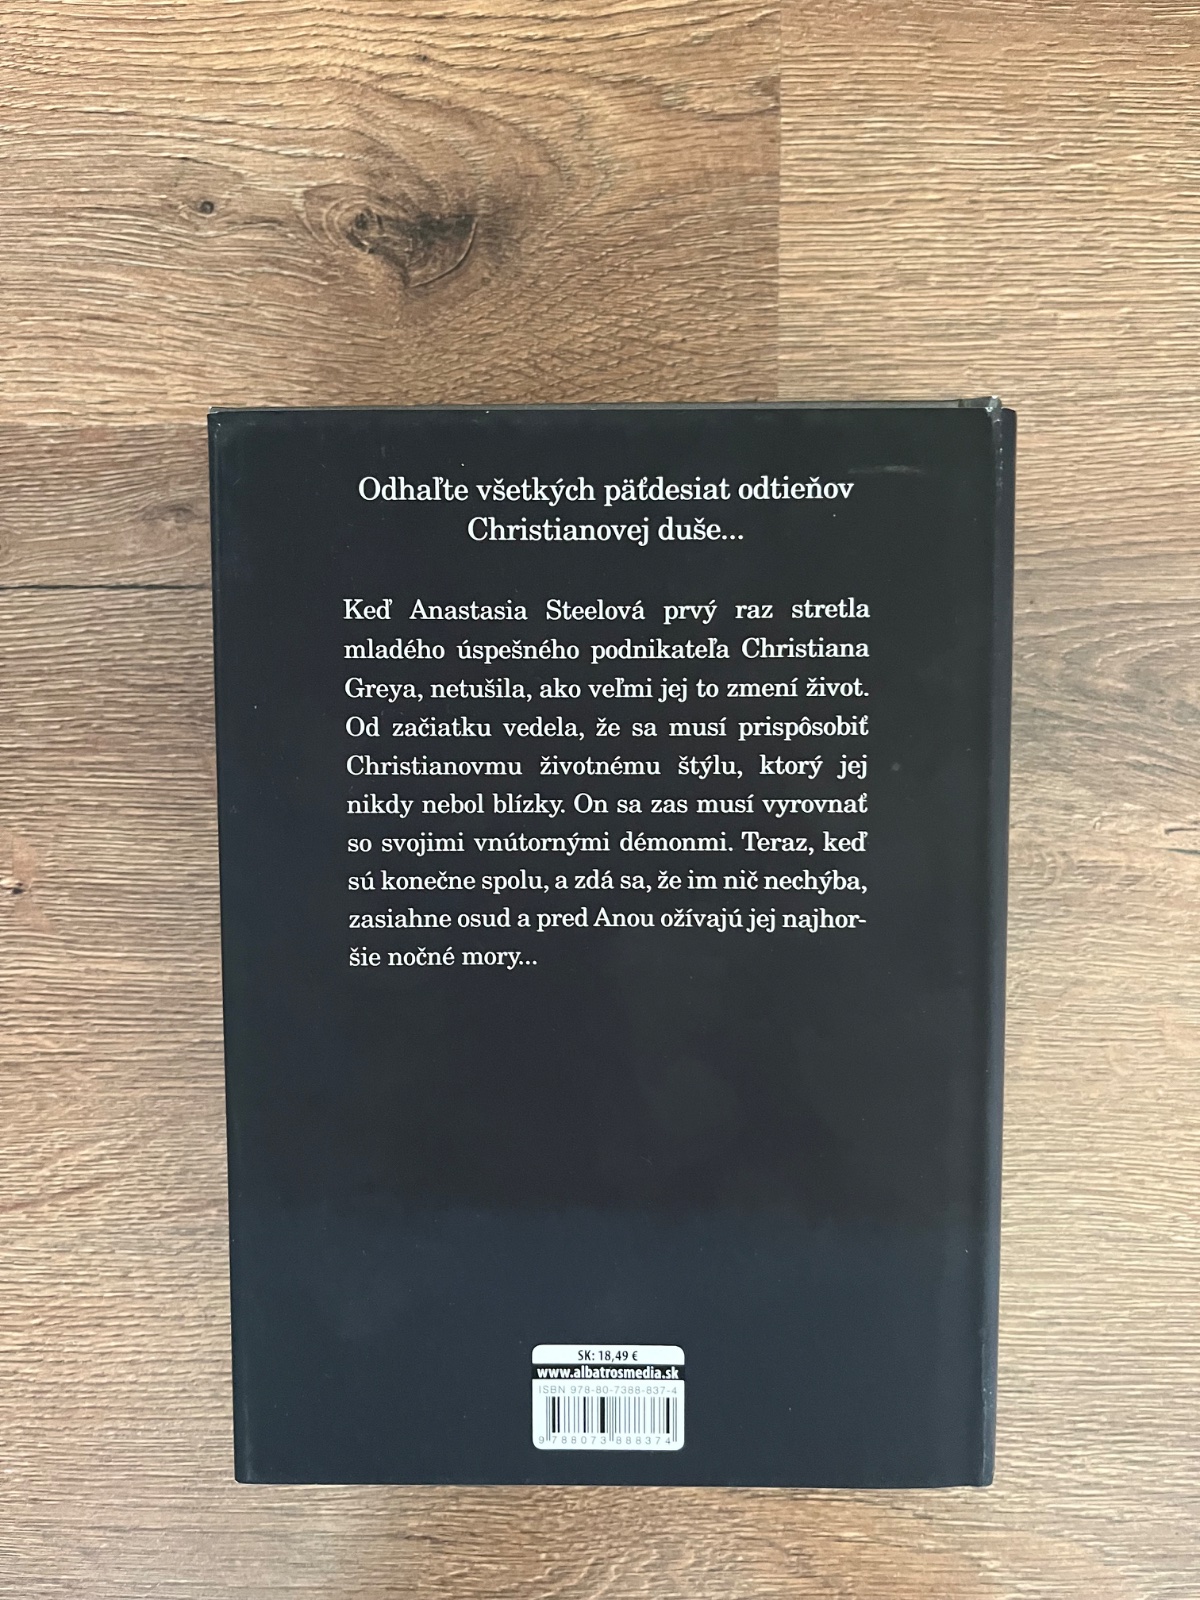 Odhaľte všetkých päťdesiat odtieňov
Christianovej duše...
Keď Anastasia Steelová prvý raz stretla
mladého úspešného podnikateľa Christiana
Greya, netušila, ako veľmi jej to zmení život.
Od začiatku vedela, že sa musí prispôsobiť
Christianovmu životnému štýlu, ktorý jej
nikdy nebol blízky. On sa zas musí vyrovnať
so svojimi vnútornými démonmi. Teraz, keď
sú konečne spolu, a zdá sa, že im nič nechýba,
zasiahne osud a pred Anou ožívajú jej najhor-
šie nočné mory...
SK: 18,49 €
www.albatrosmedia.sk
ISBN 978-80-7388-837-4
9 788073 888374